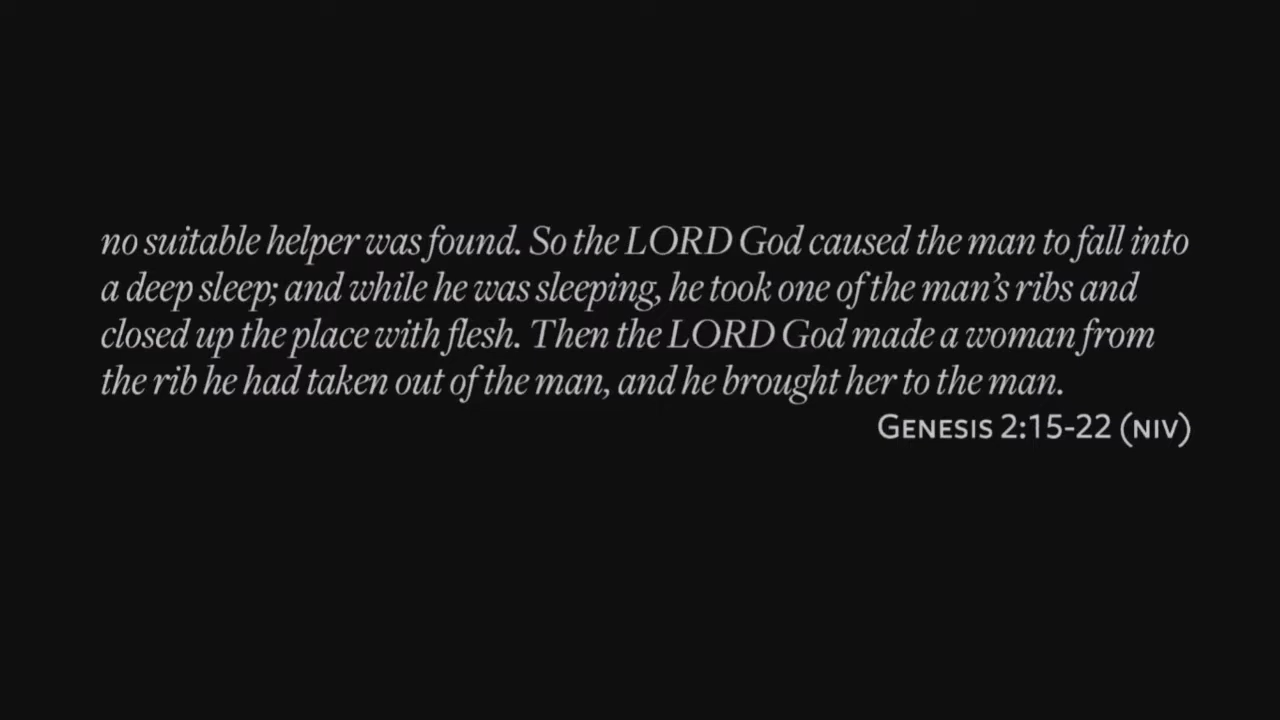 no suitable helper was found. So the LORD God caused the man to fall into
a deep sleep; and while he was sleeping, he took one of the man’s ribs and
closed up the place with flesh. Then the LORD God made a woman from
the rib he had taken out of the man, and he brought her to the man.
GENESIS 2:15-22 (NIV)